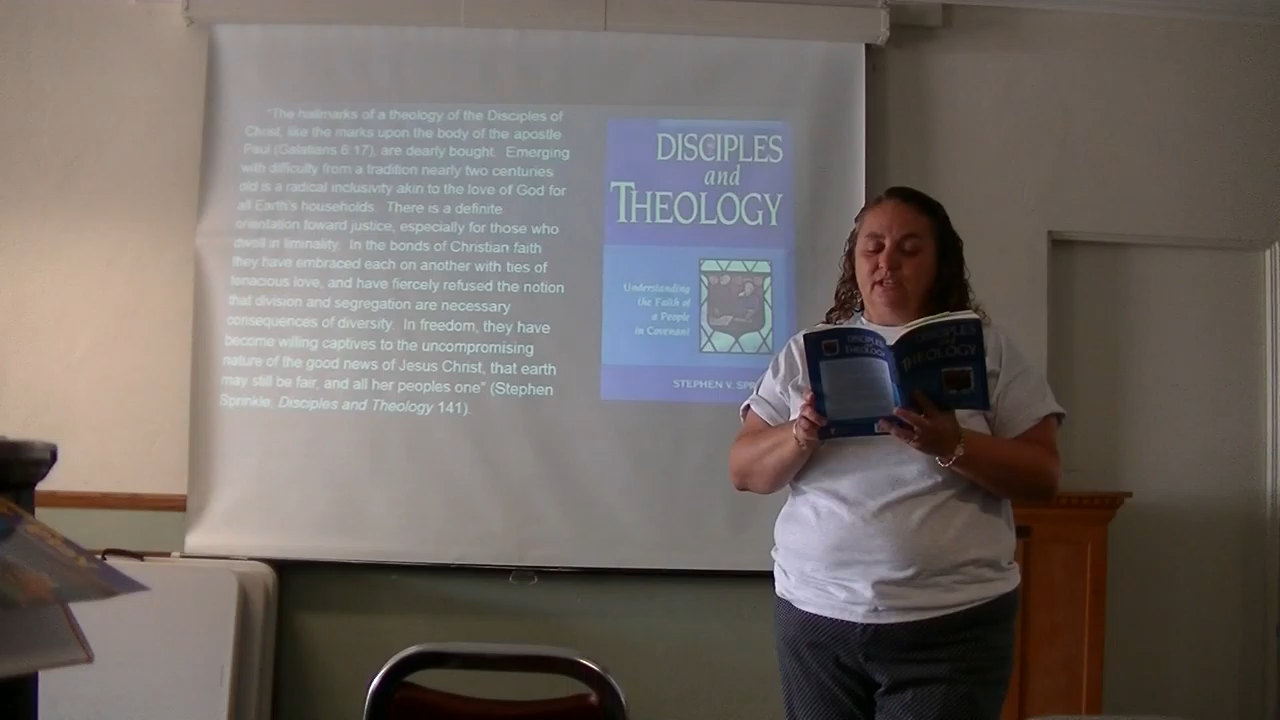 "The hallmarks of a theology of the Disciples of
Christ, like the marks upon the body of the apostle
Paul (Galatians 6:17), are dearly bought. Emerging
with difficulty from a tradition nearly two centuries
old is a radical inclusivity akin to the love of God for
all Earth's households. There is a definite
orientation toward justice, especially for those who
dwell in liminality. In the bonds of Christian faith
they have embraced each on another with ties of
tenacious love, and have fiercely refused the notion
that division and segregation are necessary
consequences of diversity. In freedom, they have
become willing captives to the uncompromising
nature of the good news of Jesus Christ, that earth
may still be fair, and all her peoples one" (Stephen
Sprinkle, Disciples and Theology 141).
DISCIPLES
and
THEOLOGY
Understanding
the Faith of
a People
in Covenant
STEPHEN V. SPR
DISCIPLES
and
THEOLOGY
DISCIPLES
and
THEOLOGY